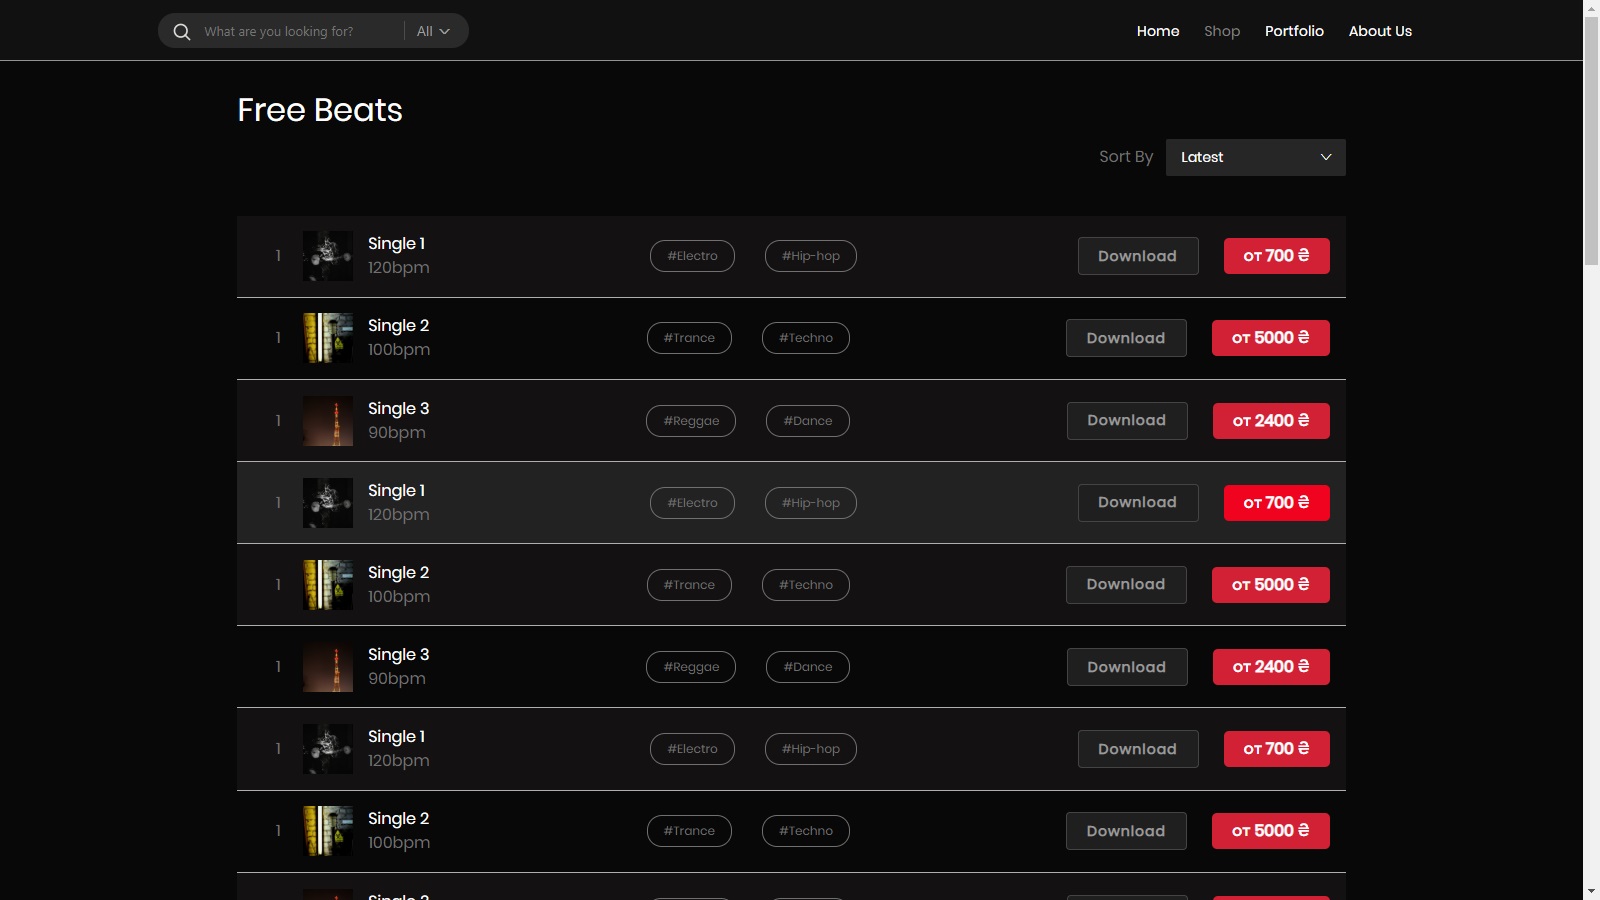 What are you looking for? All Home Shop Portfolio About Us
Free Beats
Sort By Latest
1 Single 1 #Electro #Hip-hop Download от 700 ₴
120bpm
1 Single 2 #Trance #Techno Download от 5000 ₴
100bpm
1 Single 3 #Reggae #Dance Download от 2400 ₴
90bpm
1 Single 1 #Electro #Hip-hop Download от 700 ₴
120bpm
1 Single 2 #Trance #Techno Download от 5000 ₴
100bpm
1 Single 3 #Reggae #Dance Download от 2400 ₴
90bpm
1 Single 1 #Electro #Hip-hop Download от 700 ₴
120bpm
1 Single 2 #Trance #Techno Download от 5000 ₴
100bpm